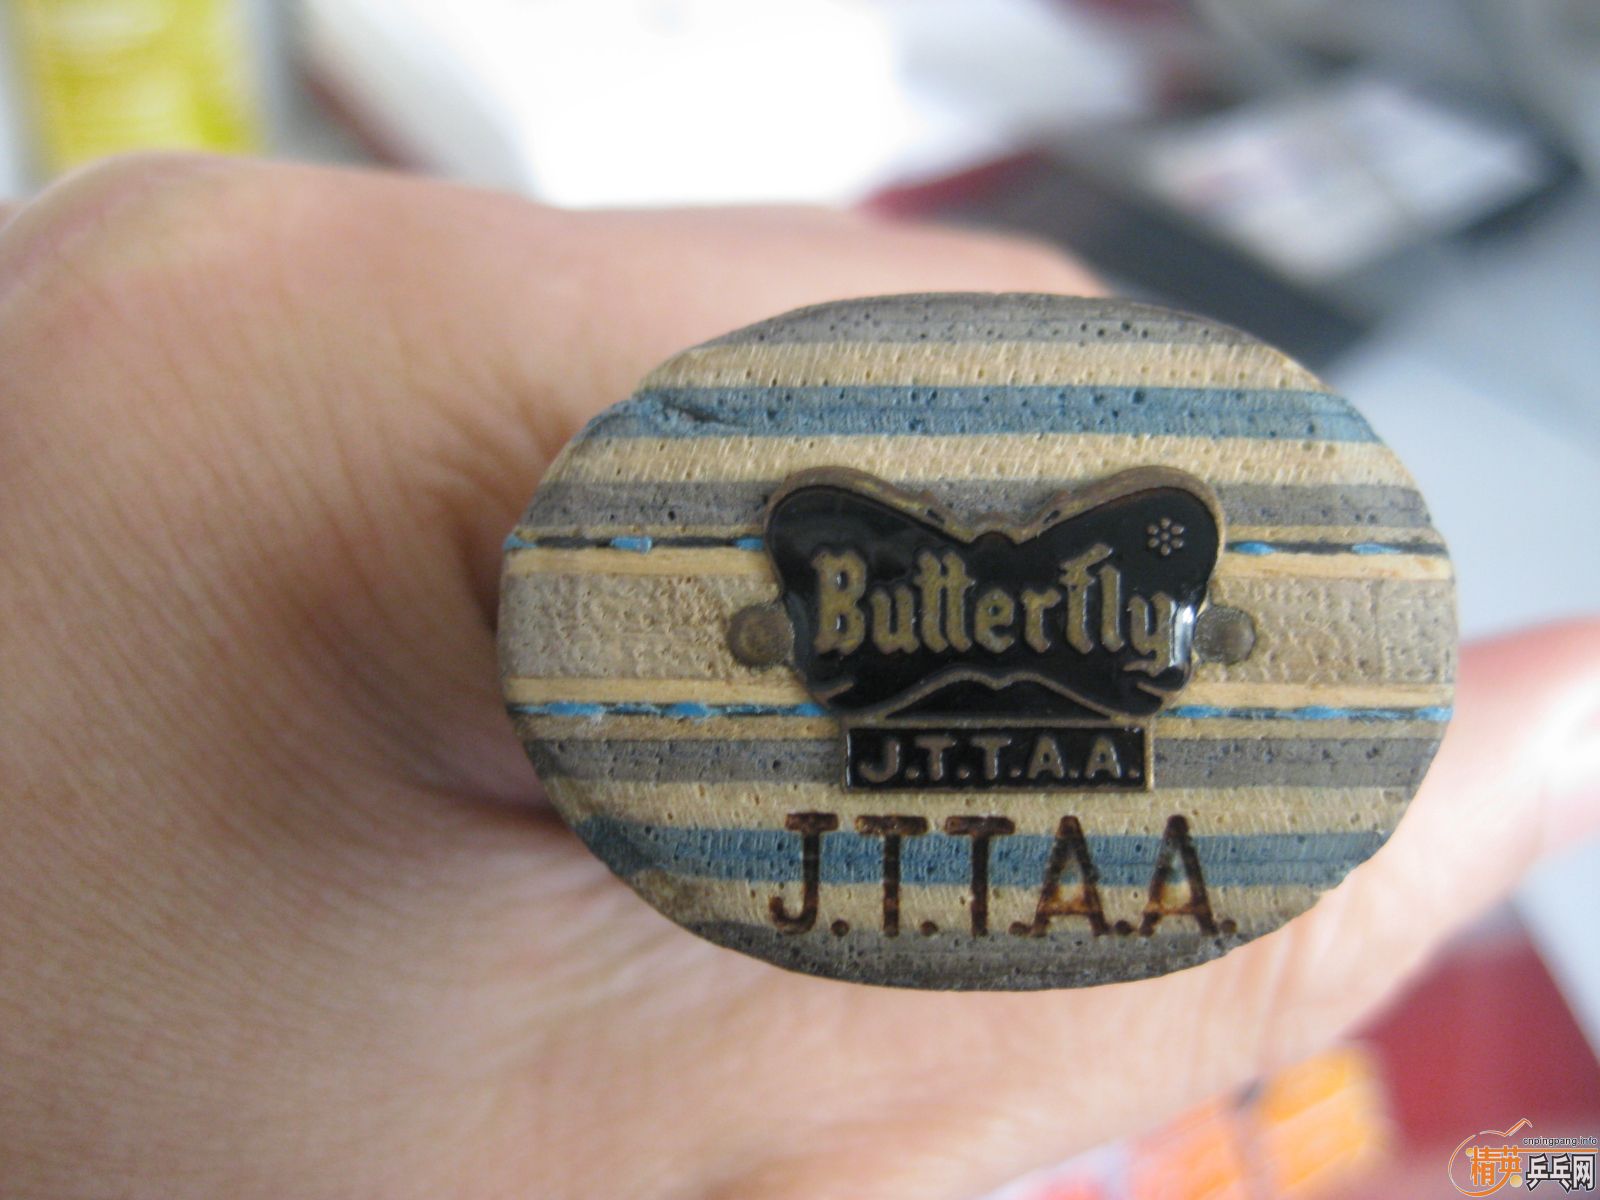 Butterfly
J.T.T.A.A.
J.T.T.A.A.
cnpingpang.info
精英乒乓网